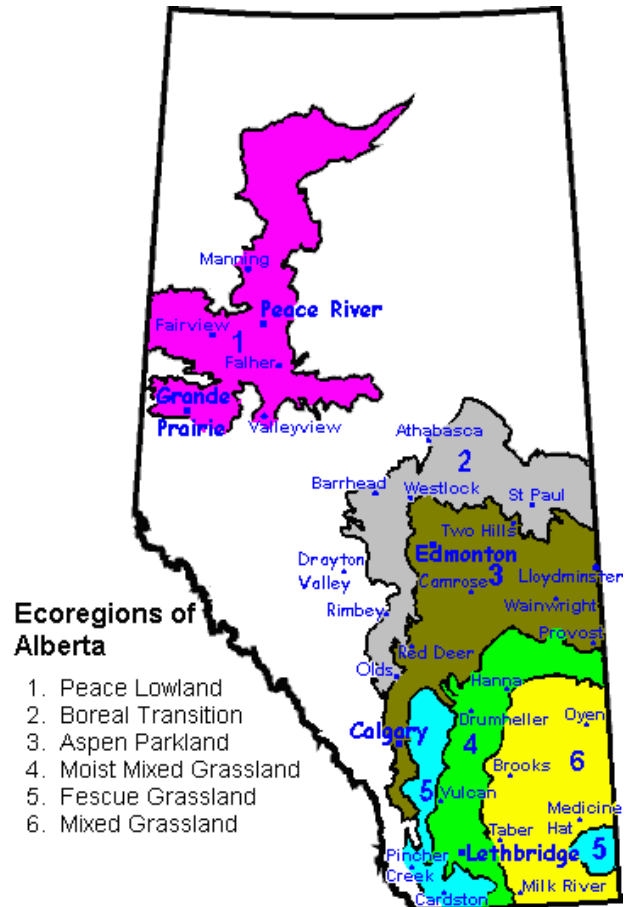 Manning
Peace River
Fairview
1
Falher
Grande
Prairie
Valleyview
Athabasca
2
Barrhead
Westlock
St Paul
Two Hills
Edmonton
Drayton
Valley
3
Camrose
Lloydminster
Rimbey
Wainwright
Provost
Red Deer
Olds
Hanna
Drumheller
Oyen
Calgary
4
6
Brooks
5
Vulcan
Medicine
Hat
Taber
Pincher
Creek
Lethbridge
5
Cardston
Milk River
Ecoregions of
Alberta
1. Peace Lowland
2. Boreal Transition
3. Aspen Parkland
4. Moist Mixed Grassland
5. Fescue Grassland
6. Mixed Grassland